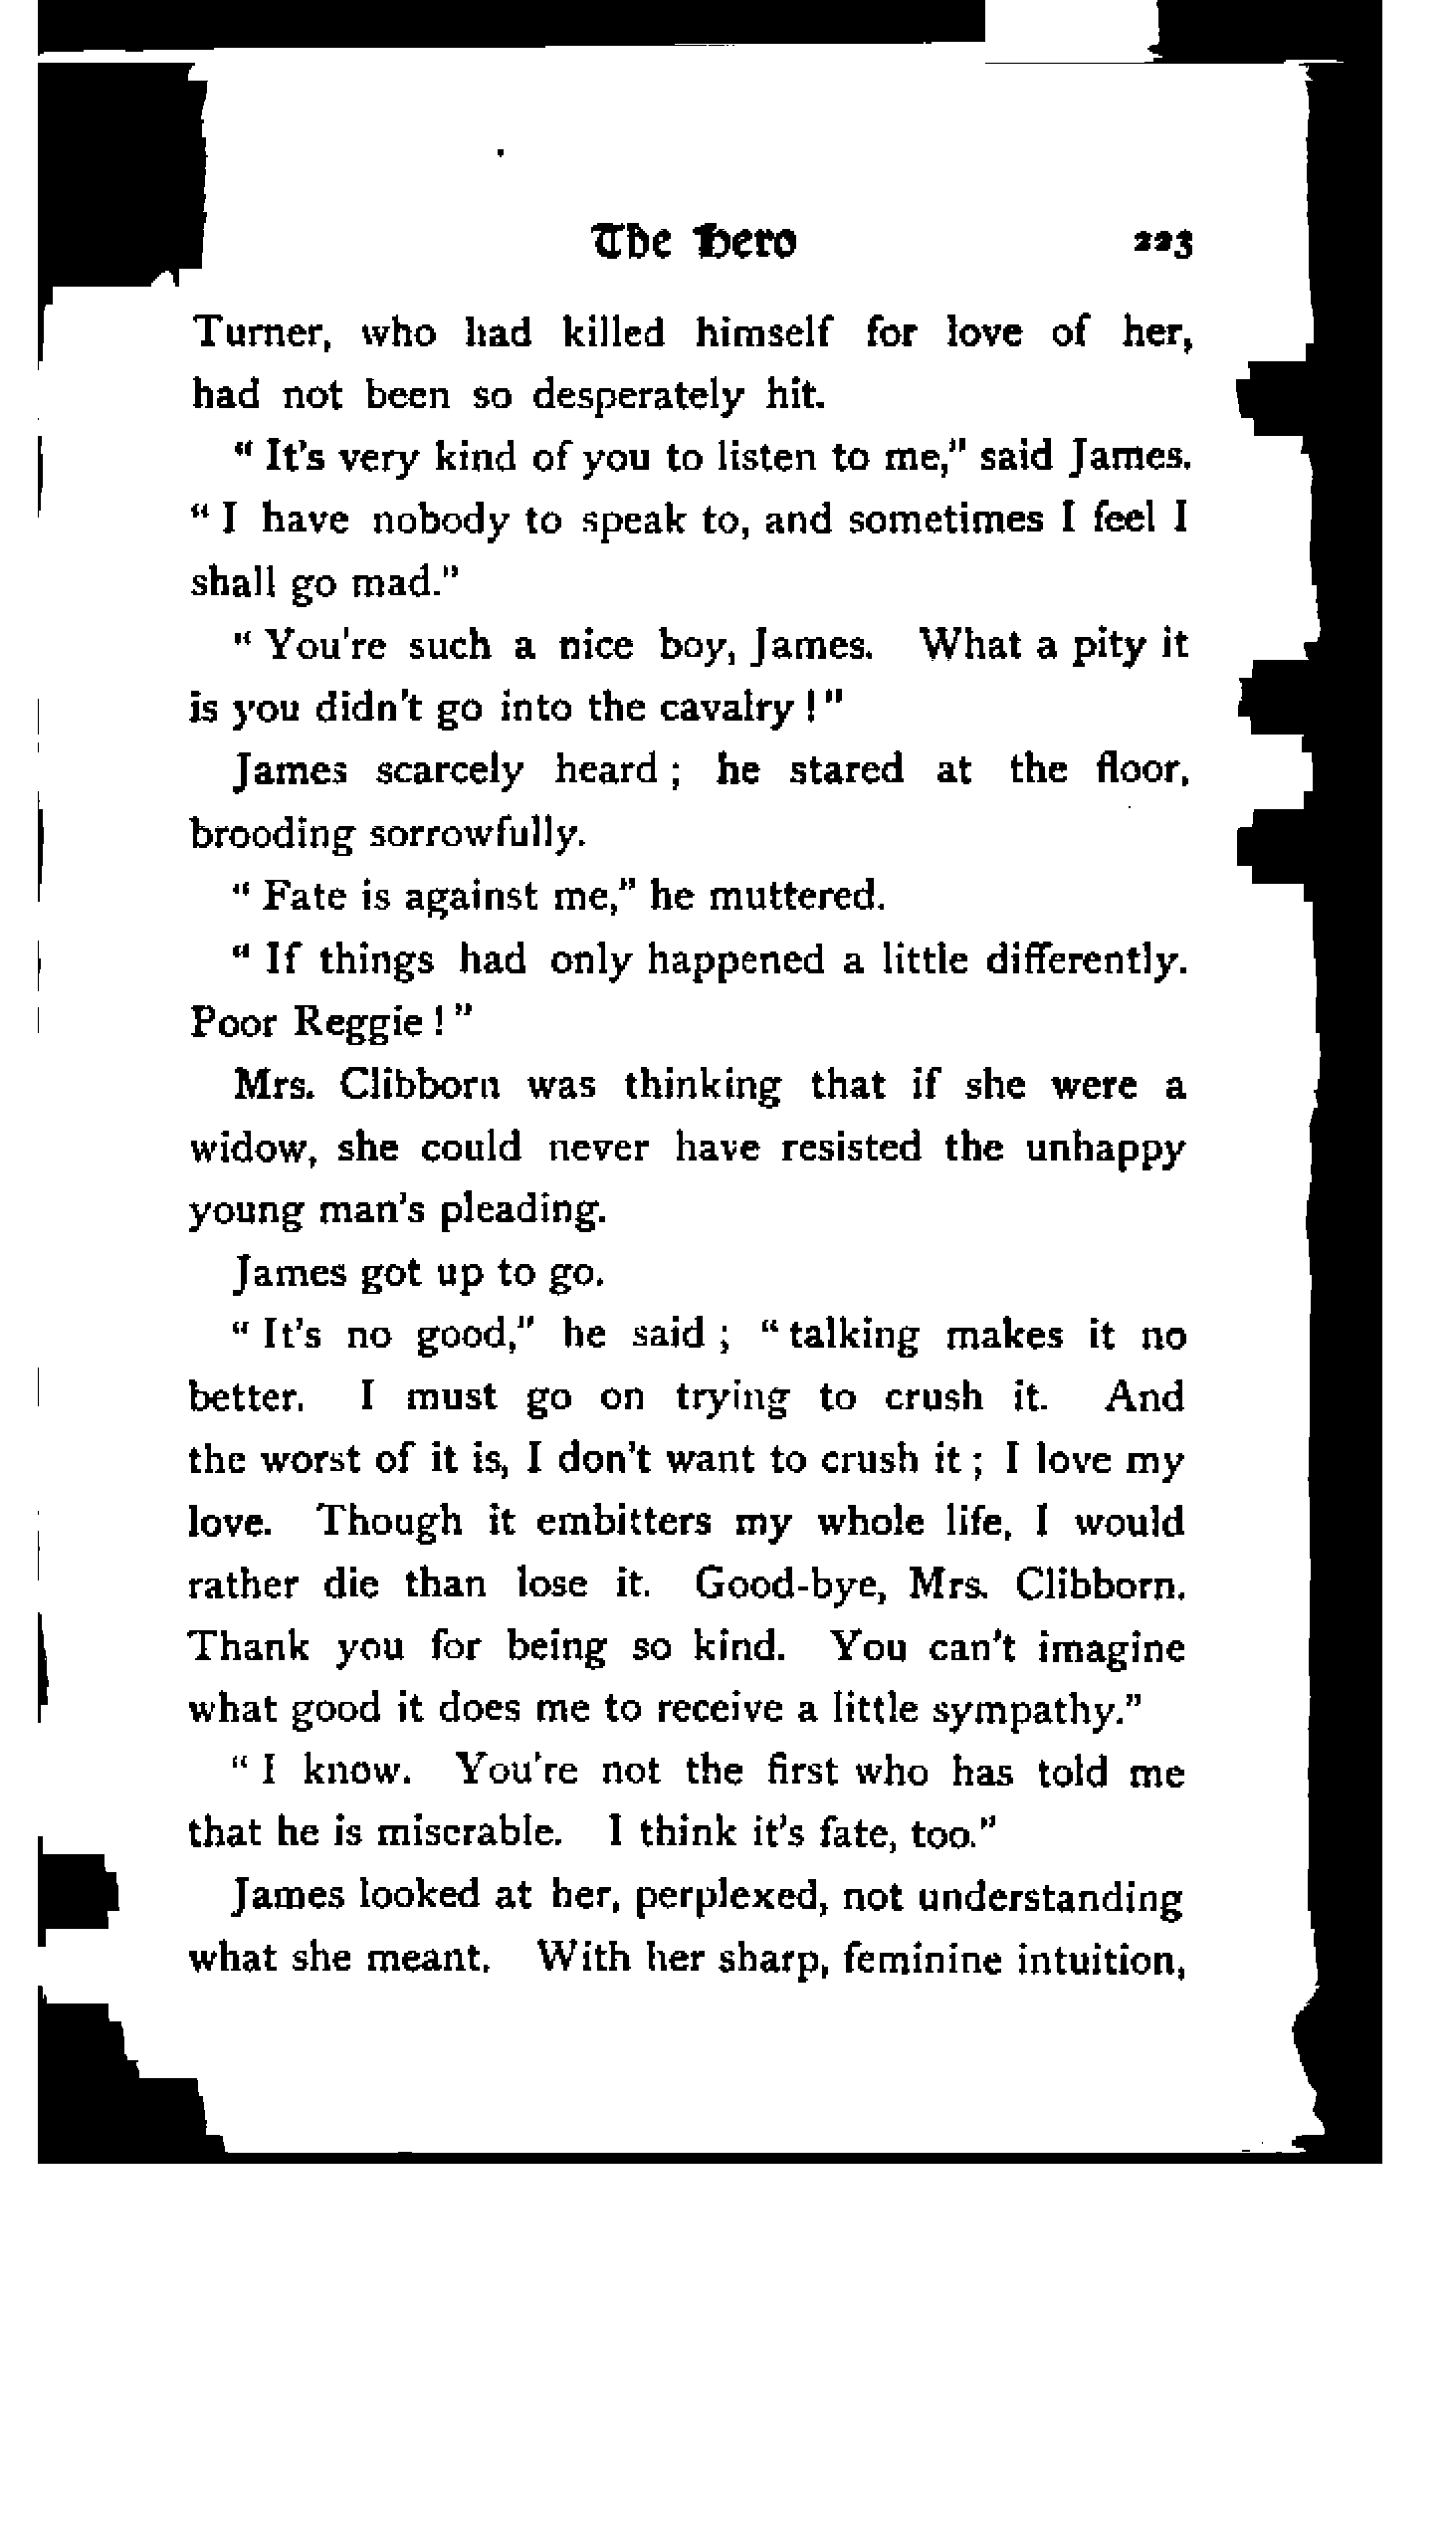 The Hero 223
Turner, who had killed himself for love of her,
had not been so desperately hit.
"It's very kind of you to listen to me," said James.
"I have nobody to speak to, and sometimes I feel I
shall go mad."
"You're such a nice boy, James. What a pity it
is you didn't go into the cavalry!"
James scarcely heard; he stared at the floor,
brooding sorrowfully.
"Fate is against me," he muttered.
"If things had only happened a little differently.
Poor Reggie!"
Mrs. Clibborn was thinking that if she were a
widow, she could never have resisted the unhappy
young man's pleading.
James got up to go.
"It's no good," he said; "talking makes it no
better. I must go on trying to crush it. And
the worst of it is, I don't want to crush it; I love my
love. Though it embitters my whole life, I would
rather die than lose it. Good-bye, Mrs. Clibborn.
Thank you for being so kind. You can't imagine
what good it does me to receive a little sympathy."
"I know. You're not the first who has told me
that he is miserable. I think it's fate, too."
James looked at her, perplexed, not understanding
what she meant. With her sharp, feminine intuition,